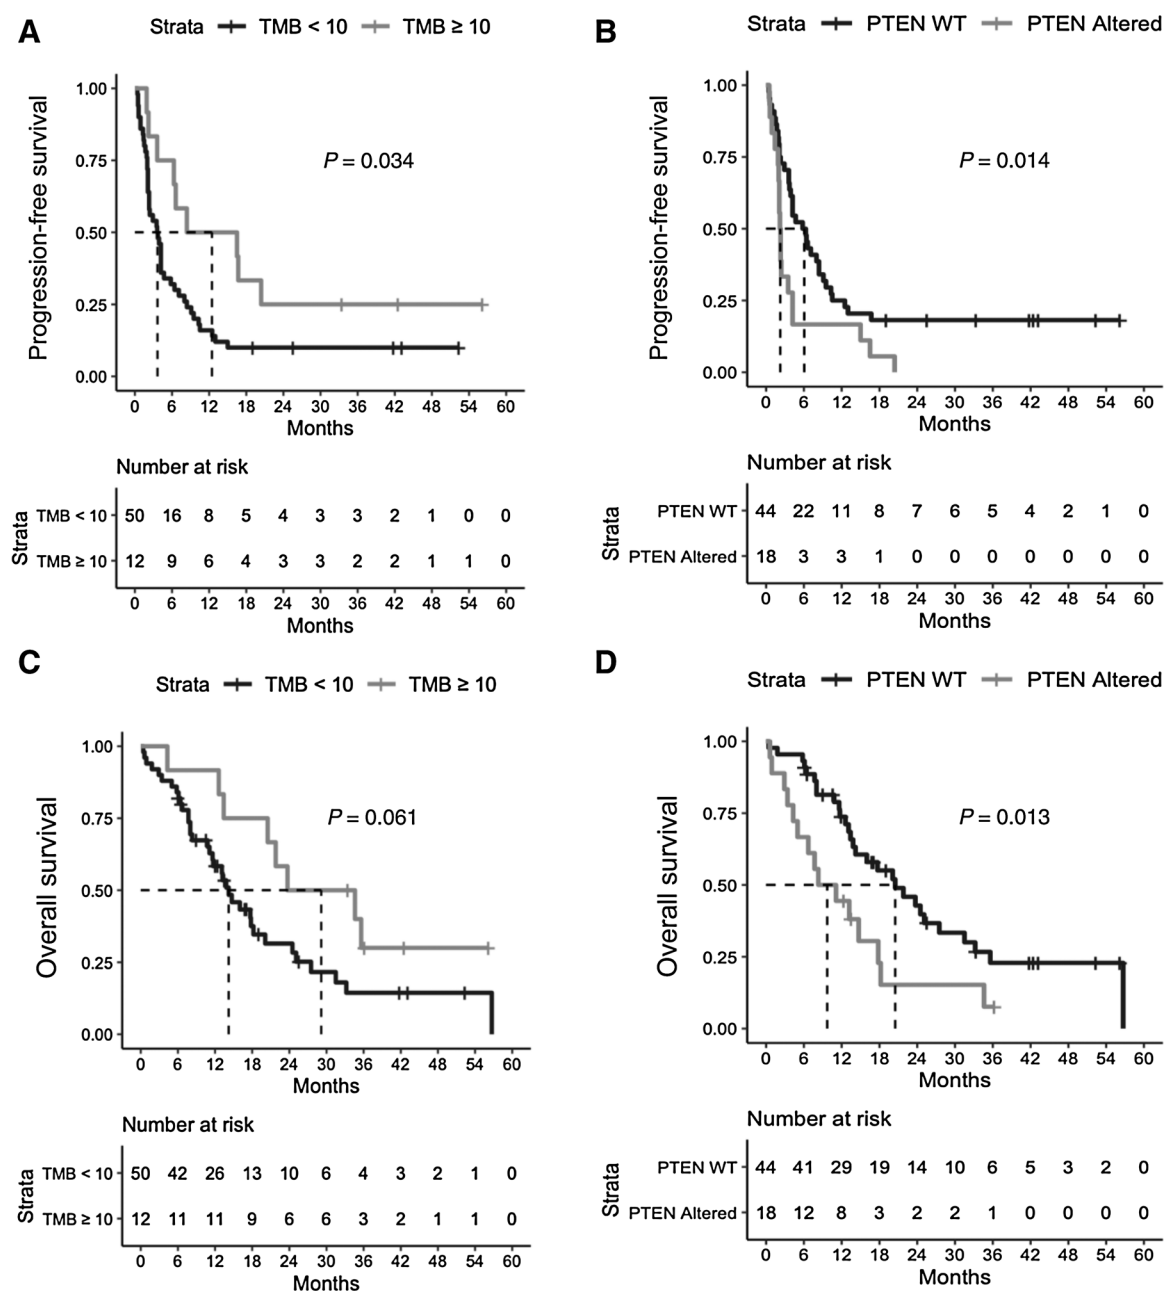 A
Strata TMB < 10 TMB ≥ 10
Progression-free survival
1.00
0.75
0.50
0.25
0.00
P = 0.034
0 6 12 18 24 30 36 42 48 54 60
Months
Number at risk
Strata
TMB < 10 50 16 8 5 4 3 3 2 1 0 0
TMB ≥ 10 12 9 6 4 3 3 2 2 1 1 0
0 6 12 18 24 30 36 42 48 54 60
Months
B
Strata PTEN WT PTEN Altered
Progression-free survival
1.00
0.75
0.50
0.25
0.00
P = 0.014
0 6 12 18 24 30 36 42 48 54 60
Months
Number at risk
Strata
PTEN WT 44 22 11 8 7 6 5 4 2 1 0
PTEN Altered 18 3 3 1 0 0 0 0 0 0 0
0 6 12 18 24 30 36 42 48 54 60
Months
C
Strata TMB < 10 TMB ≥ 10
Overall survival
1.00
0.75
0.50
0.25
0.00
P = 0.061
0 6 12 18 24 30 36 42 48 54 60
Months
Number at risk
Strata
TMB < 10 50 42 26 13 10 6 4 3 2 1 0
TMB ≥ 10 12 11 11 9 6 6 3 2 1 1 0
0 6 12 18 24 30 36 42 48 54 60
Months
D
Strata PTEN WT PTEN Altered
Overall survival
1.00
0.75
0.50
0.25
0.00
P = 0.013
0 6 12 18 24 30 36 42 48 54 60
Months
Number at risk
Strata
PTEN WT 44 41 29 19 14 10 6 5 3 2 0
PTEN Altered 18 12 8 3 2 2 1 0 0 0 0
0 6 12 18 24 30 36 42 48 54 60
Months